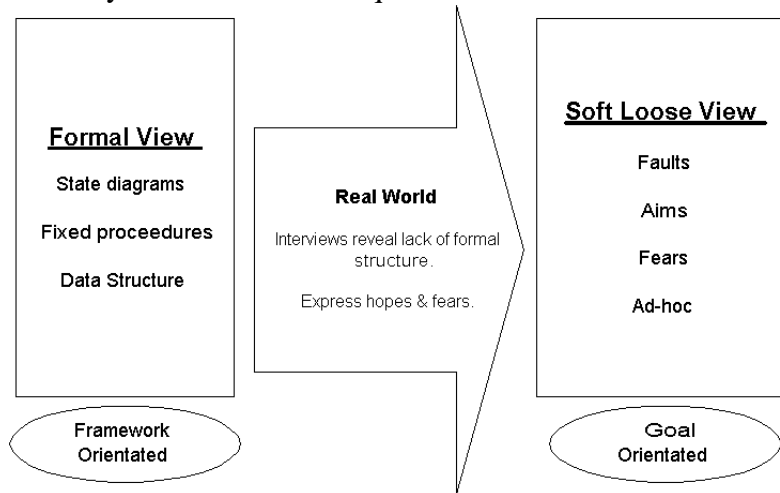 Formal View
State diagrams
Fixed proceedures
Data Structure
Framework
Orientated
Real World
Interviews reveal lack of formal
structure.
Express hopes & fears.
Soft Loose View
Faults
Aims
Fears
Ad-hoc
Goal
Orientated